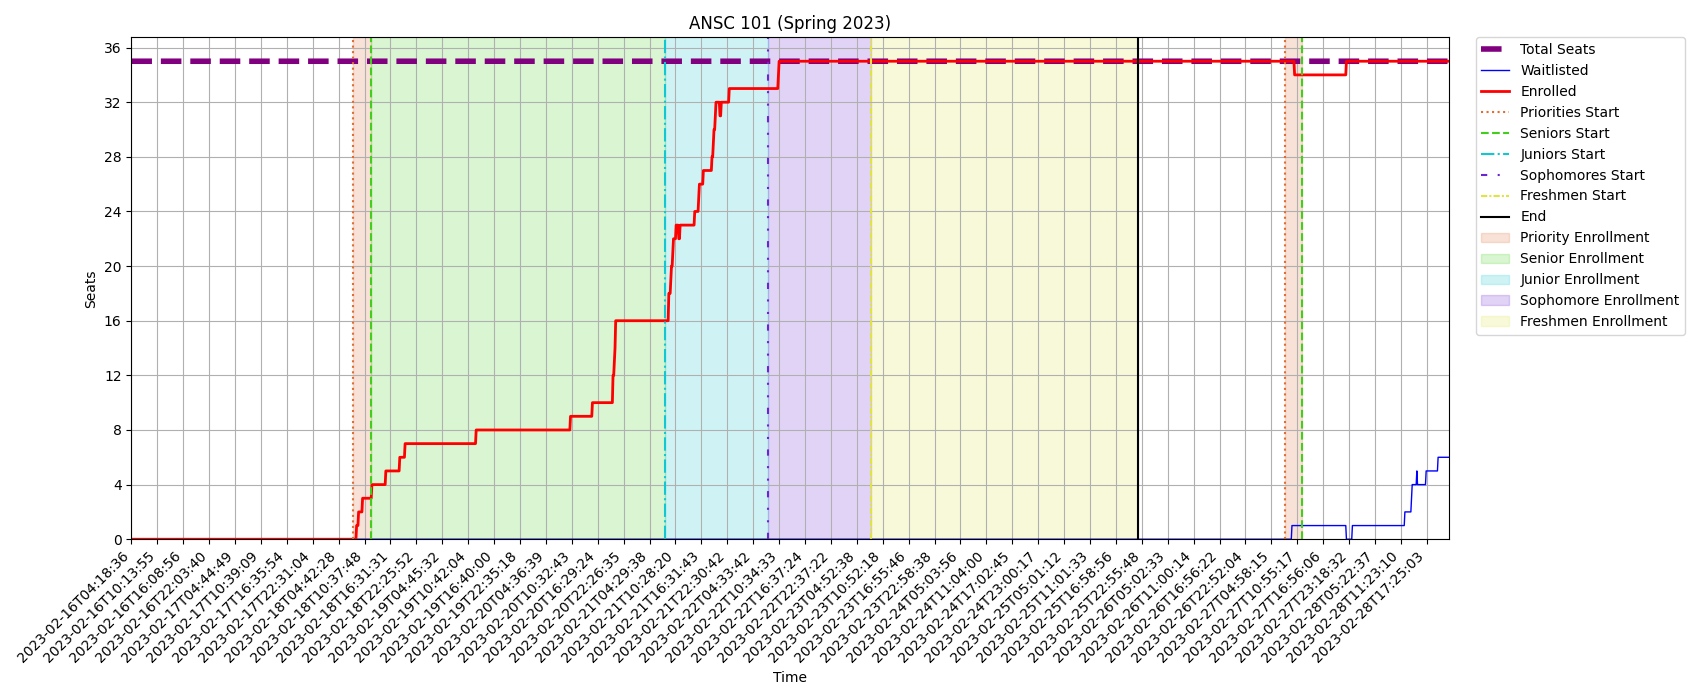 ANSC 101 (Spring 2023)
Seats
36
32
28
24
20
16
12
8
4
0
2023-02-16T04:18:36
2023-02-16T10:13:55
2023-02-16T16:08:56
2023-02-16T22:03:40
2023-02-17T04:44:49
2023-02-17T10:39:09
2023-02-17T16:35:54
2023-02-17T22:31:04
2023-02-18T04:42:28
2023-02-18T10:37:48
2023-02-18T16:31:31
2023-02-18T22:25:52
2023-02-19T04:45:32
2023-02-19T10:42:04
2023-02-19T16:40:00
2023-02-19T22:35:18
2023-02-20T04:36:39
2023-02-20T10:32:43
2023-02-20T16:29:24
2023-02-20T22:26:35
2023-02-21T04:29:38
2023-02-21T10:28:20
2023-02-21T16:31:43
2023-02-21T22:30:42
2023-02-22T04:33:42
2023-02-22T10:34:33
2023-02-22T16:37:24
2023-02-22T22:37:22
2023-02-23T04:52:38
2023-02-23T10:52:18
2023-02-23T16:55:46
2023-02-23T22:58:38
2023-02-24T05:03:56
2023-02-24T11:04:00
2023-02-24T17:02:45
2023-02-24T23:00:17
2023-02-25T05:01:12
2023-02-25T11:01:33
2023-02-25T16:58:56
2023-02-25T22:55:48
2023-02-26T05:02:33
2023-02-26T11:00:14
2023-02-26T16:56:22
2023-02-26T22:52:04
2023-02-27T04:58:15
2023-02-27T10:55:17
2023-02-27T16:56:06
2023-02-27T23:18:32
2023-02-28T05:22:37
2023-02-28T11:23:10
2023-02-28T17:25:03
Time
Total Seats
Waitlisted
Enrolled
Priorities Start
Seniors Start
Juniors Start
Sophomores Start
Freshmen Start
End
Priority Enrollment
Senior Enrollment
Junior Enrollment
Sophomore Enrollment
Freshmen Enrollment